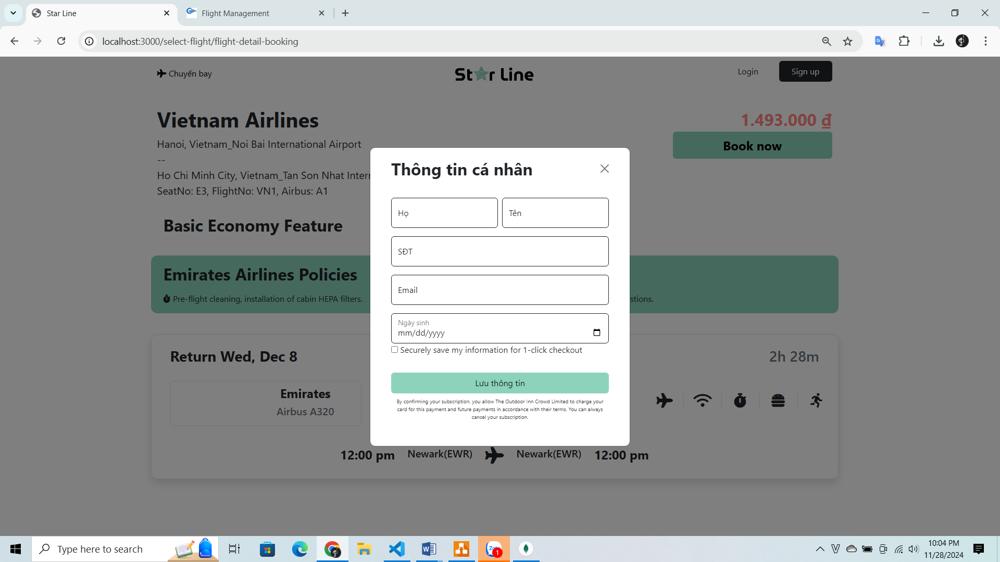 Star Line
Flight Management
localhost:3000/select-flight/flight-detail-booking
Chuyến bay
Star Line
Login
Sign up
Vietnam Airlines
1.493.000 ₫
Hanoi, Vietnam_Noi Bai International Airport
Book now
--
Ho Chi Minh City, Vietnam_Tan Son Nhat Intern
SeatNo: E3, FlightNo: VN1, Airbus: A1
Basic Economy Feature
Emirates Airlines Policies
Pre-flight cleaning, installation of cabin HEPA filters.
stions.
Return Wed, Dec 8
2h 28m
Emirates
Airbus A320
12:00 pm
Newark(EWR)
Newark(EWR)
12:00 pm
Thông tin cá nhân
Họ
Tên
SĐT
Email
Ngày sinh
mm/dd/yyyy
Securely save my information for 1-click checkout
Lưu thông tin
By confirming your subscription, you allow The Outdoor Inn Crowd Limited to charge your
card for this payment and future payments in accordance with their terms. You can always
cancel your subscription.
Type here to search
1
10:04 PM
11/28/2024